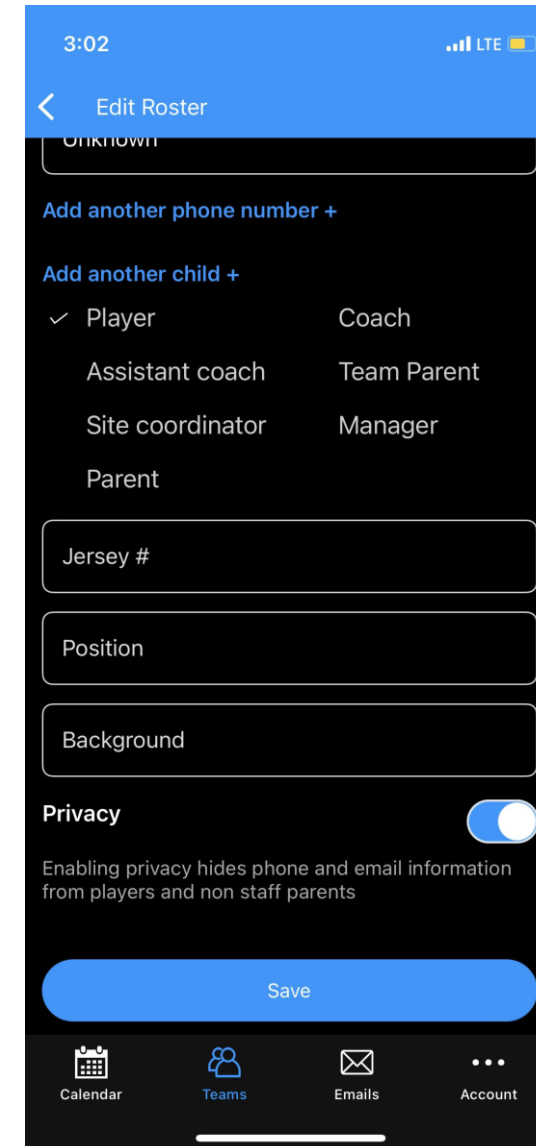 3:02 LTE
Edit Roster
Unknown
Add another phone number +
Add another child +
Player Coach
Assistant coach Team Parent
Site coordinator Manager
Parent
Jersey #
Position
Background
Privacy
Enabling privacy hides phone and email information
from players and non staff parents
Save
Calendar Teams Emails Account